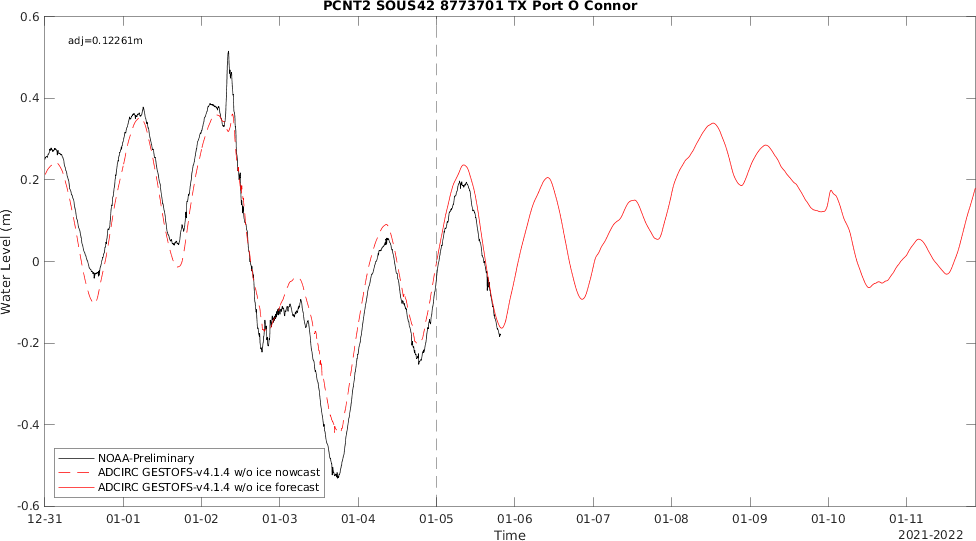 PCNT2 SOUS42 8773701 TX Port O Connor
adj=0.12261m
Water Level (m)
0.6
0.4
0.2
0
-0.2
-0.4
-0.6
NOAA-Preliminary
ADCIRC GESTOFS-v4.1.4 w/o ice nowcast
ADCIRC GESTOFS-v4.1.4 w/o ice forecast
12-31 01-01 01-02 01-03 01-04 01-05 01-06 01-07 01-08 01-09 01-10 01-11
Time
2021-2022